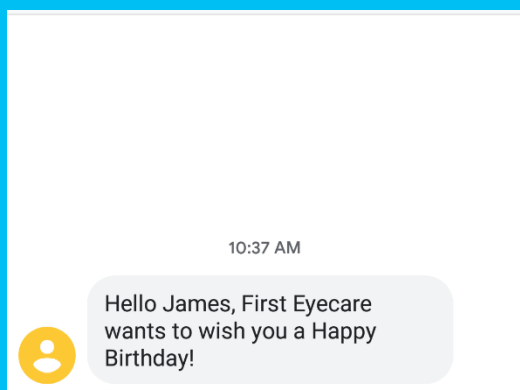 10:37 AM
Hello James, First Eyecare
wants to wish you a Happy
Birthday!